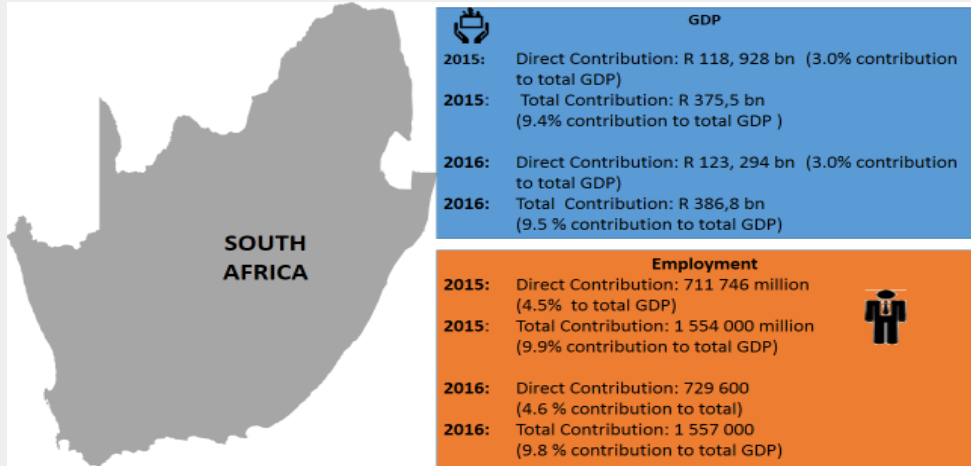 SOUTH
AFRICA
GDP
2015: Direct Contribution: R 118, 928 bn (3.0% contribution
to total GDP)
2015: Total Contribution: R 375,5 bn
(9.4% contribution to total GDP )
2016: Direct Contribution: R 123, 294 bn (3.0% contribution
to total GDP)
2016: Total Contribution: R 386,8 bn
(9.5 % contribution to total GDP)
Employment
2015: Direct Contribution: 711 746 million
(4.5% to total GDP)
2015: Total Contribution: 1 554 000 million
(9.9% contribution to total GDP)
2016: Direct Contribution: 729 600
(4.6 % contribution to total)
2016: Total Contribution: 1 557 000
(9.8 % contribution to total GDP)